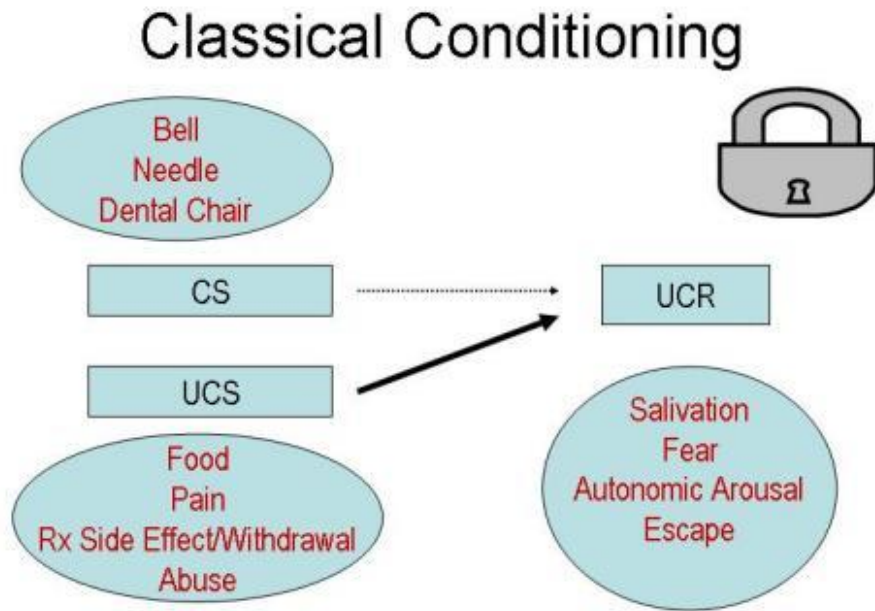 Classical Conditioning
Bell
Needle
Dental Chair
CS
UCR
UCS
Food
Pain
Rx Side Effect/Withdrawal
Abuse
Salivation
Fear
Autonomic Arousal
Escape